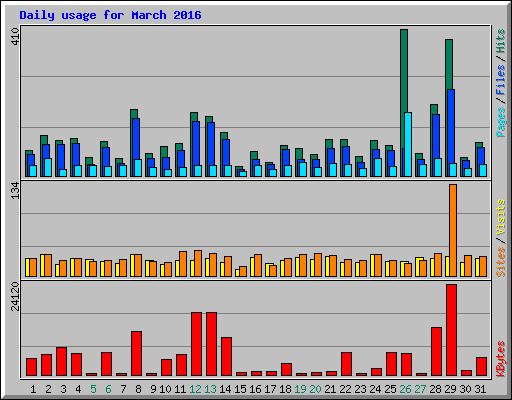 Daily usage for March 2016
410
Pages / Files / Hits
134
Sites / Visits
24120
KBytes
1 2 3 4 5 6 7 8 9 10 11 12 13 14 15 16 17 18 19 20 21 22 23 24 25 26 27 28 29 30 31